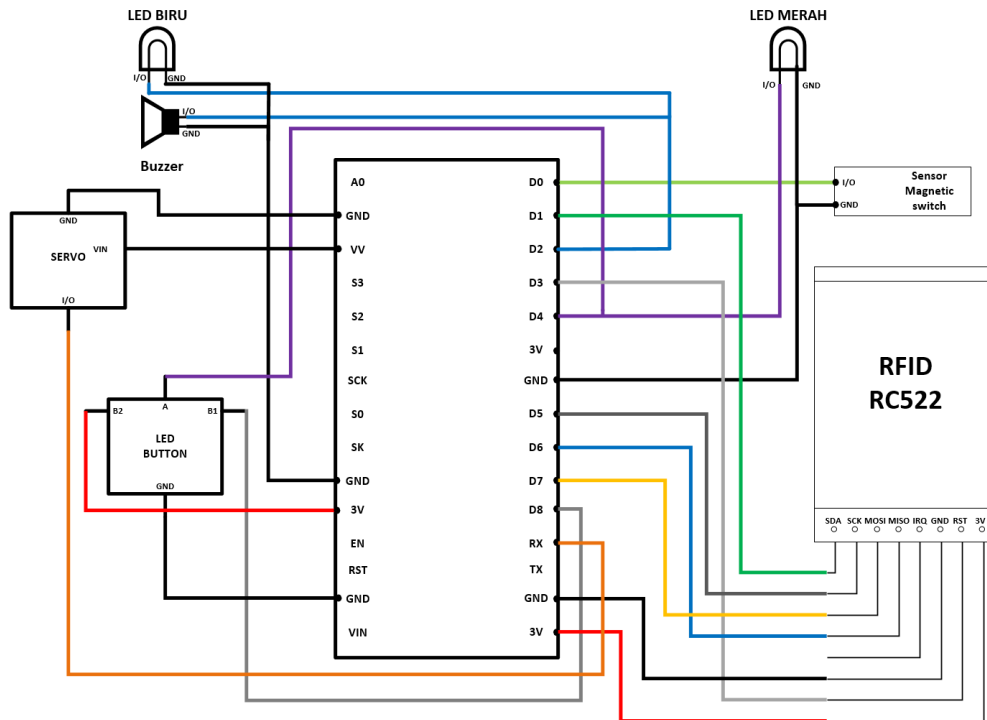 LED BIRU
I/O
GND
I/O
GND
Buzzer
LED MERAH
I/O
GND
GND
SERVO
VIN
I/O
B2
A
B1
LED
BUTTON
GND
A0
GND
VV
S3
S2
S1
SCK
S0
SK
GND
3V
EN
RST
GND
VIN
D0
D1
D2
D3
D4
3V
GND
D5
D6
D7
D8
RX
TX
GND
3V
Sensor
Magnetic
switch
I/O
GND
RFID
RC522
SDA SCK MOSI MISO IRQ GND RST 3V